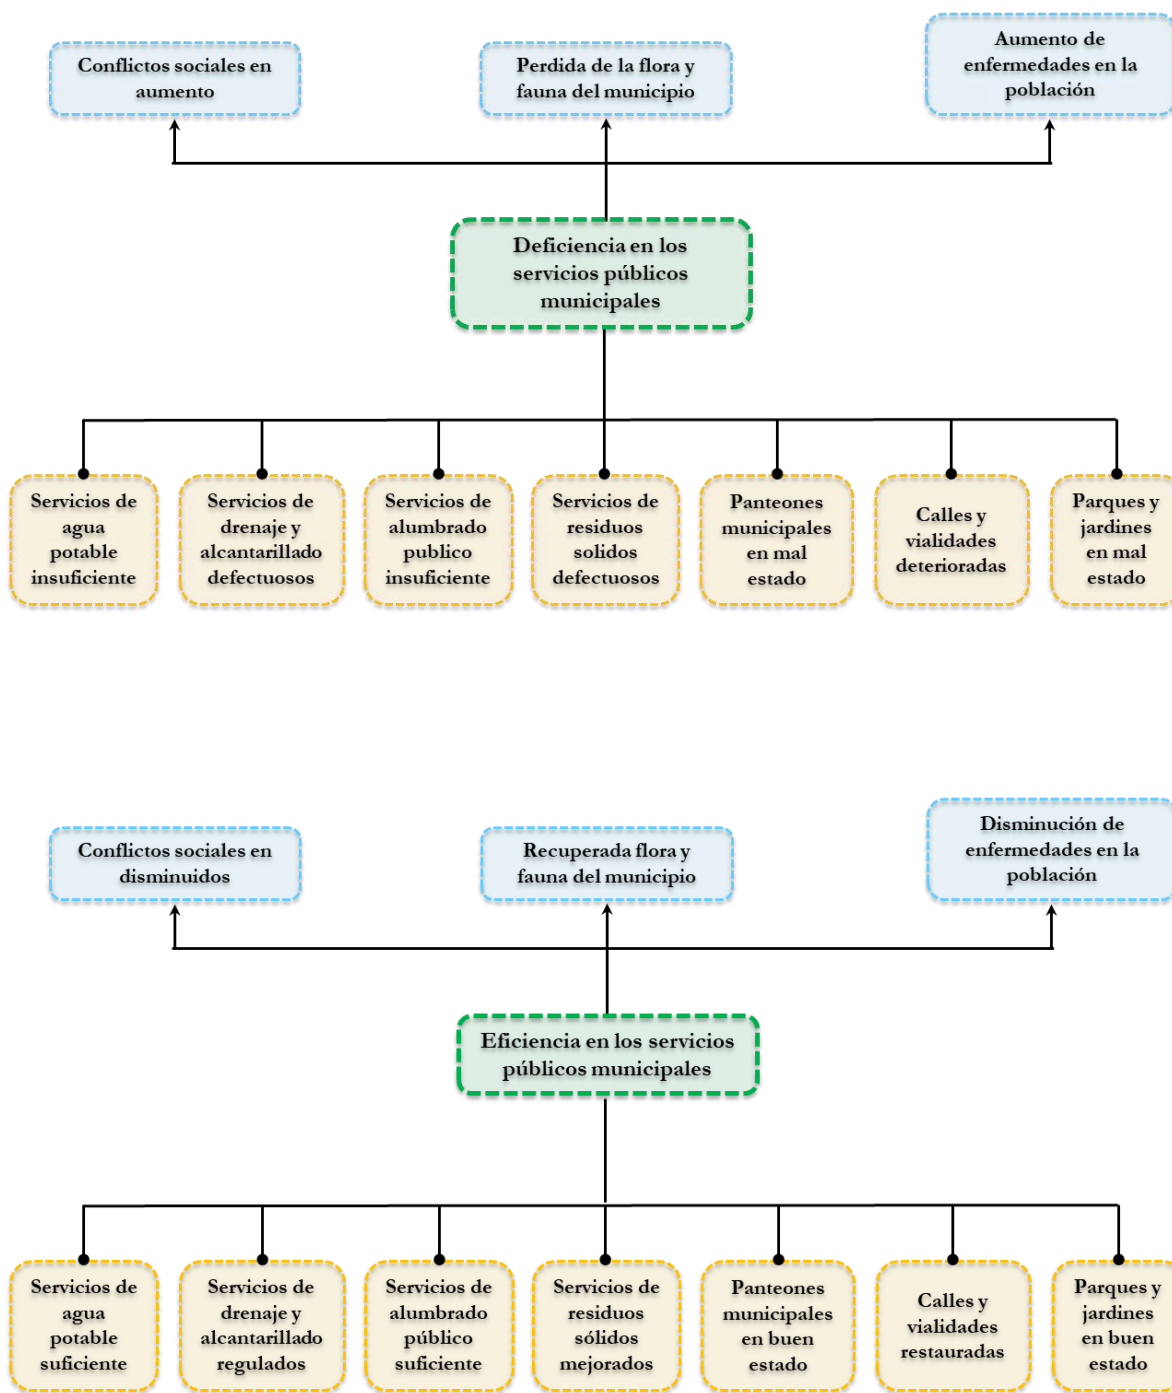 Conflictos sociales en
aumento
Perdida de la flora y
fauna del municipio
Aumento de
enfermedades en la
población
Deficiencia en los
servicios públicos
municipales
Servicios de
agua
potable
insuficiente
Servicios de
drenaje y
alcantarillado
defectuosos
Servicios de
alumbrado
publico
insuficiente
Servicios de
residuos
solidos
defectuosos
Panteones
municipales
en mal
estado
Calles y
vialidades
deterioradas
Parques y
jardines
en mal
estado
Conflictos sociales en
disminuidos
Recuperada flora y
fauna del municipio
Disminución de
enfermedades en la
población
Eficiencia en los servicios
públicos municipales
Servicios de
agua
potable
suficiente
Servicios de
drenaje y
alcantarillado
regulados
Servicios de
alumbrado
público
suficiente
Servicios de
residuos
sólidos
mejorados
Panteones
municipales
en buen
estado
Calles y
vialidades
restauradas
Parques y
jardines
en buen
estado